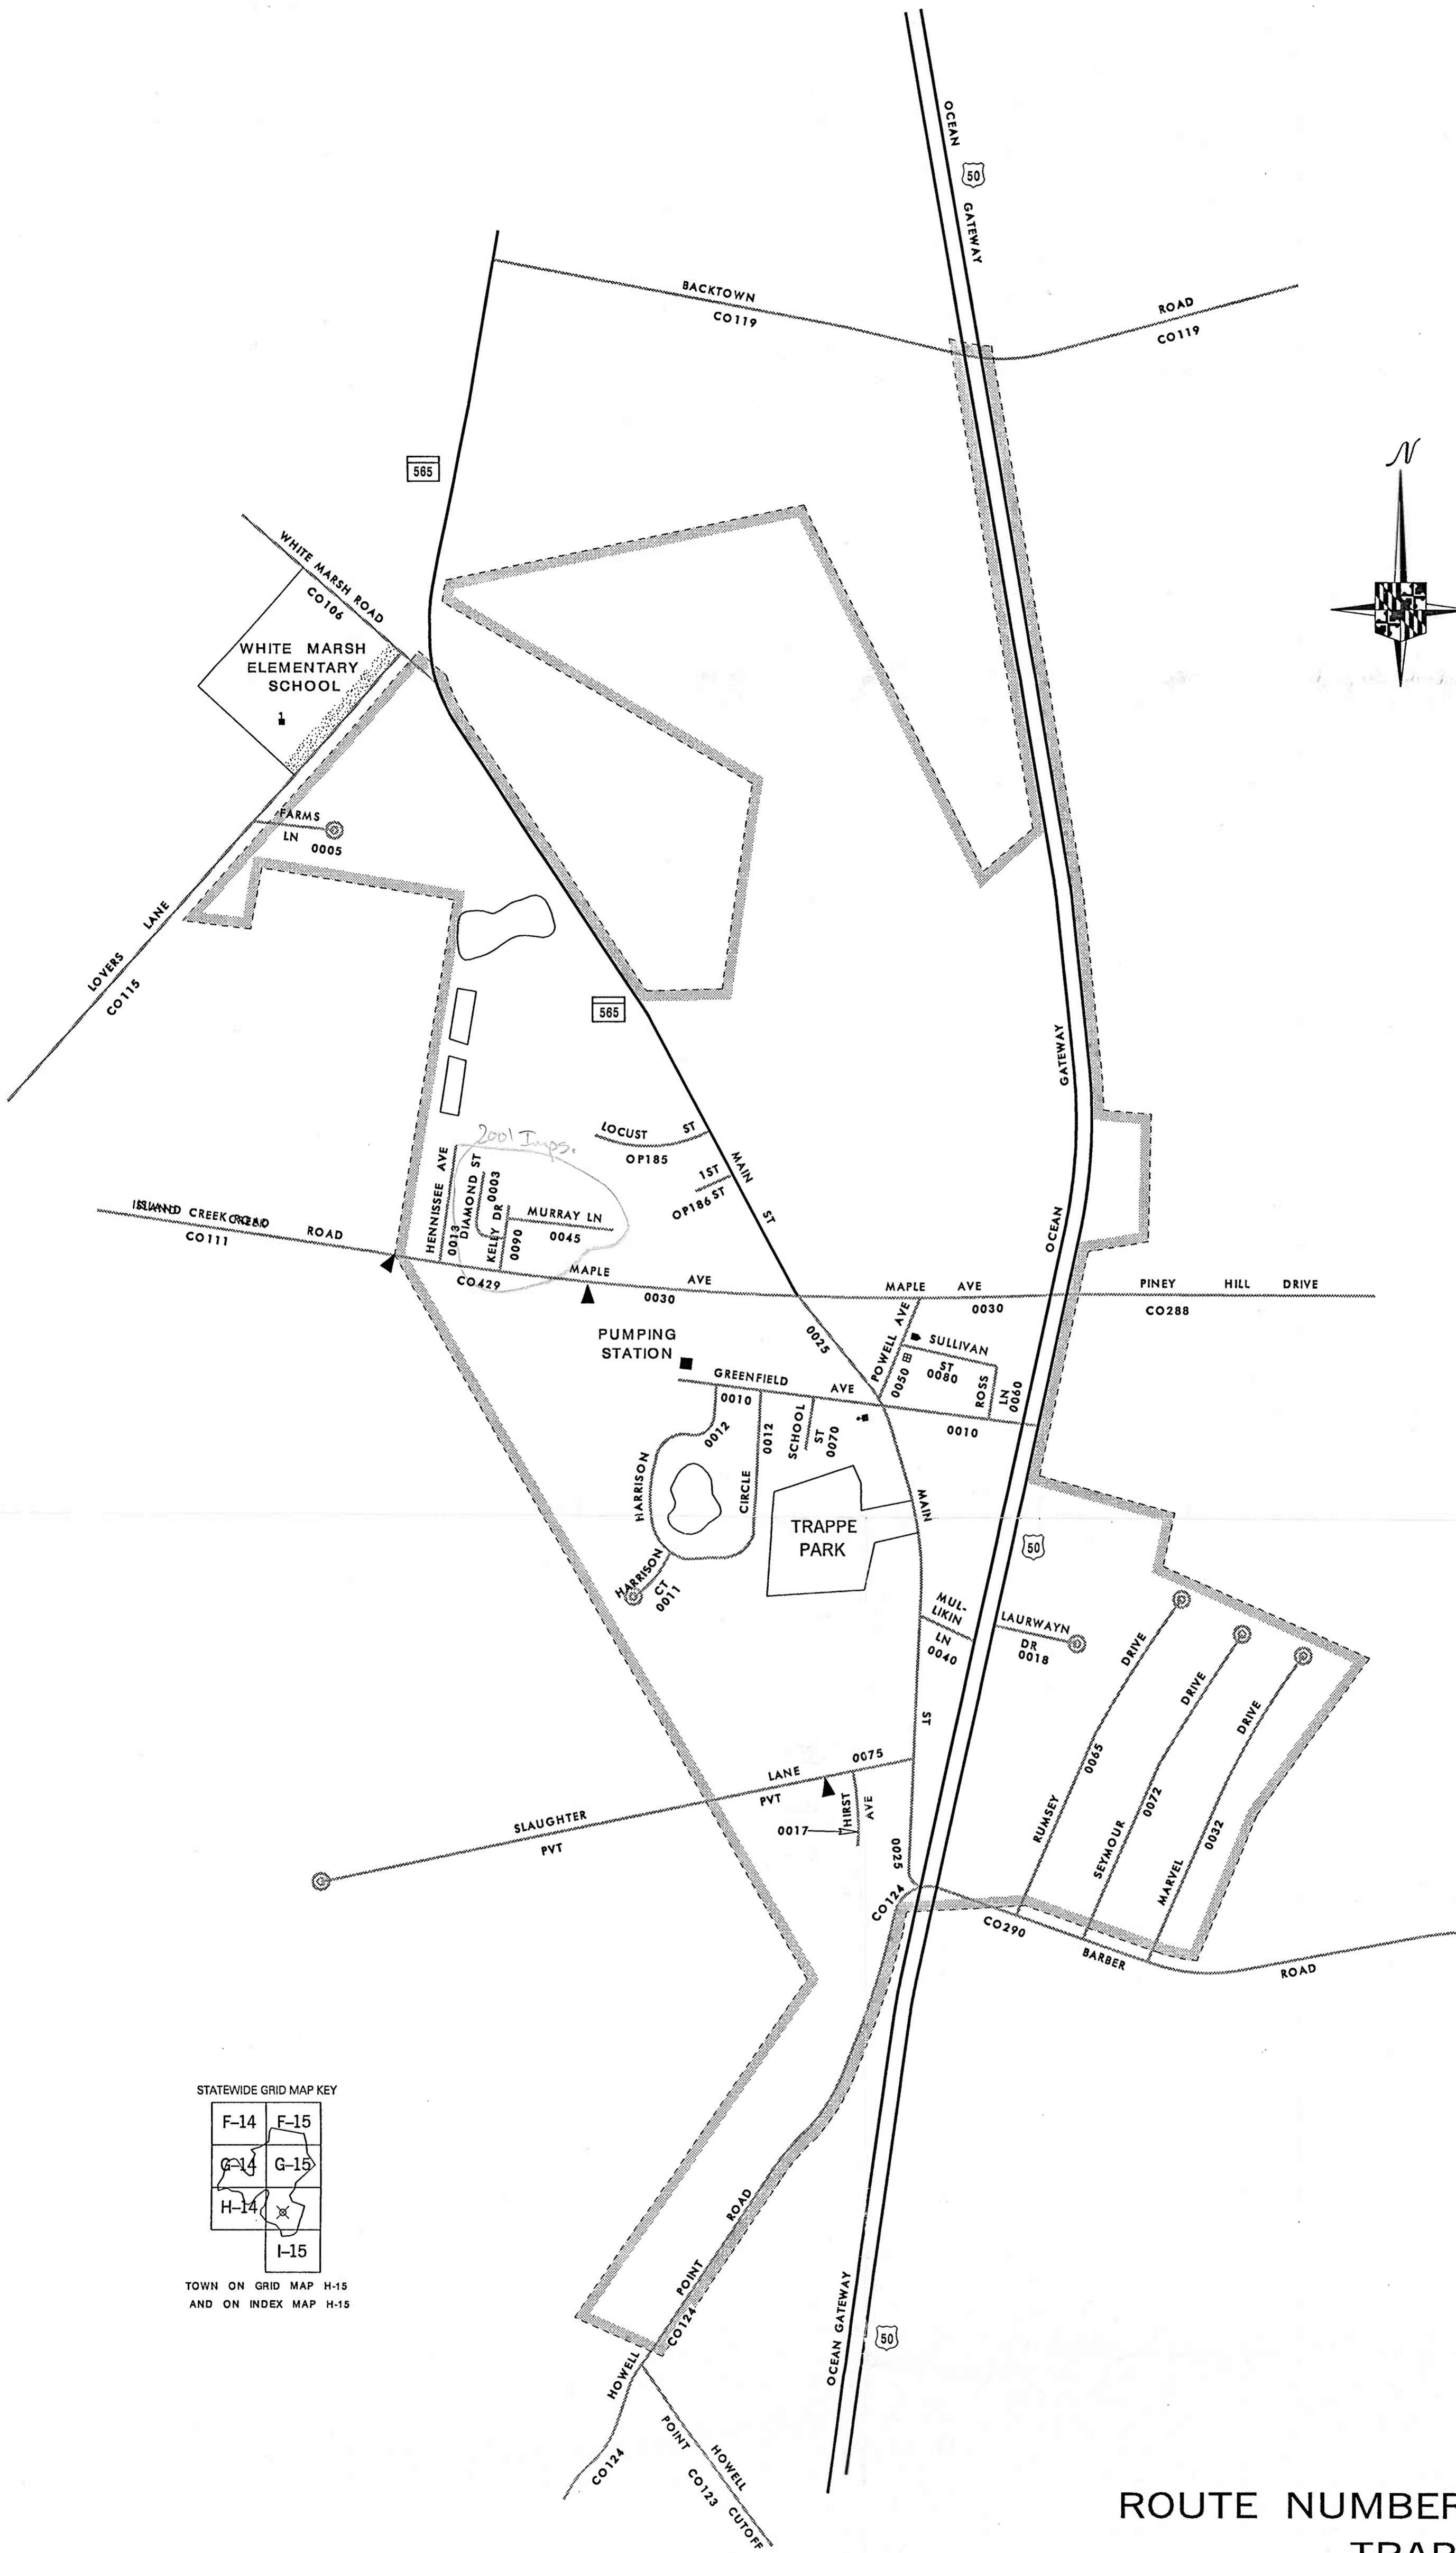 OCEAN
50
GATEWAY
BACKTOWN
CO119
ROAD
CO119
565
N
WHITE MARSH ROAD
CO106
WHITE MARSH
ELEMENTARY
SCHOOL
1
FARMS
LN
0005
LOVERS LANE
CO115
565
GATEWAY
2001 Imps.
LOCUST ST
OP185
1ST
ST
OP186
MAIN
ST
HENNISSEE AVE
0013
DIAMOND ST
0003
KELLY DR
0090
MURRAY LN
0045
ISLAND CREEK ROAD
ROAD
CO111
CO429
MAPLE AVE
0030
OCEAN
MAPLE AVE
0030
PINEY HILL DRIVE
CO288
0025
PUMPING
STATION
POWELL AVE
0050
SULLIVAN
ST
0080
ROSS
LN
0060
GREENFIELD AVE
0010
0010
0012
0012
SCHOOL
ST
0070
HARRISON
CIRCLE
HARRISON
CT
0011
TRAPPE
PARK
MAIN
50
MUL-
LIKIN
LN
0040
LAURWAYN
DR
0018
ST
DRIVE
DRIVE
DRIVE
0065
0072
0032
RUMSEY
SEYMOUR
MARVEL
0075
LANE
PVT
SLAUGHTER
PVT
HIRST
AVE
0017
0025
CO124
CO290
BARBER
ROAD
STATEWIDE GRID MAP KEY
F-14 F-15
G-14 G-15
H-14
I-15
TOWN ON GRID MAP H-15
AND ON INDEX MAP H-15
ROAD
POINT
CO124
HOWELL
CO124
OCEAN GATEWAY
50
HOWELL
POINT
CO123 CUTOFF
ROUTE NUMBER
TRAP